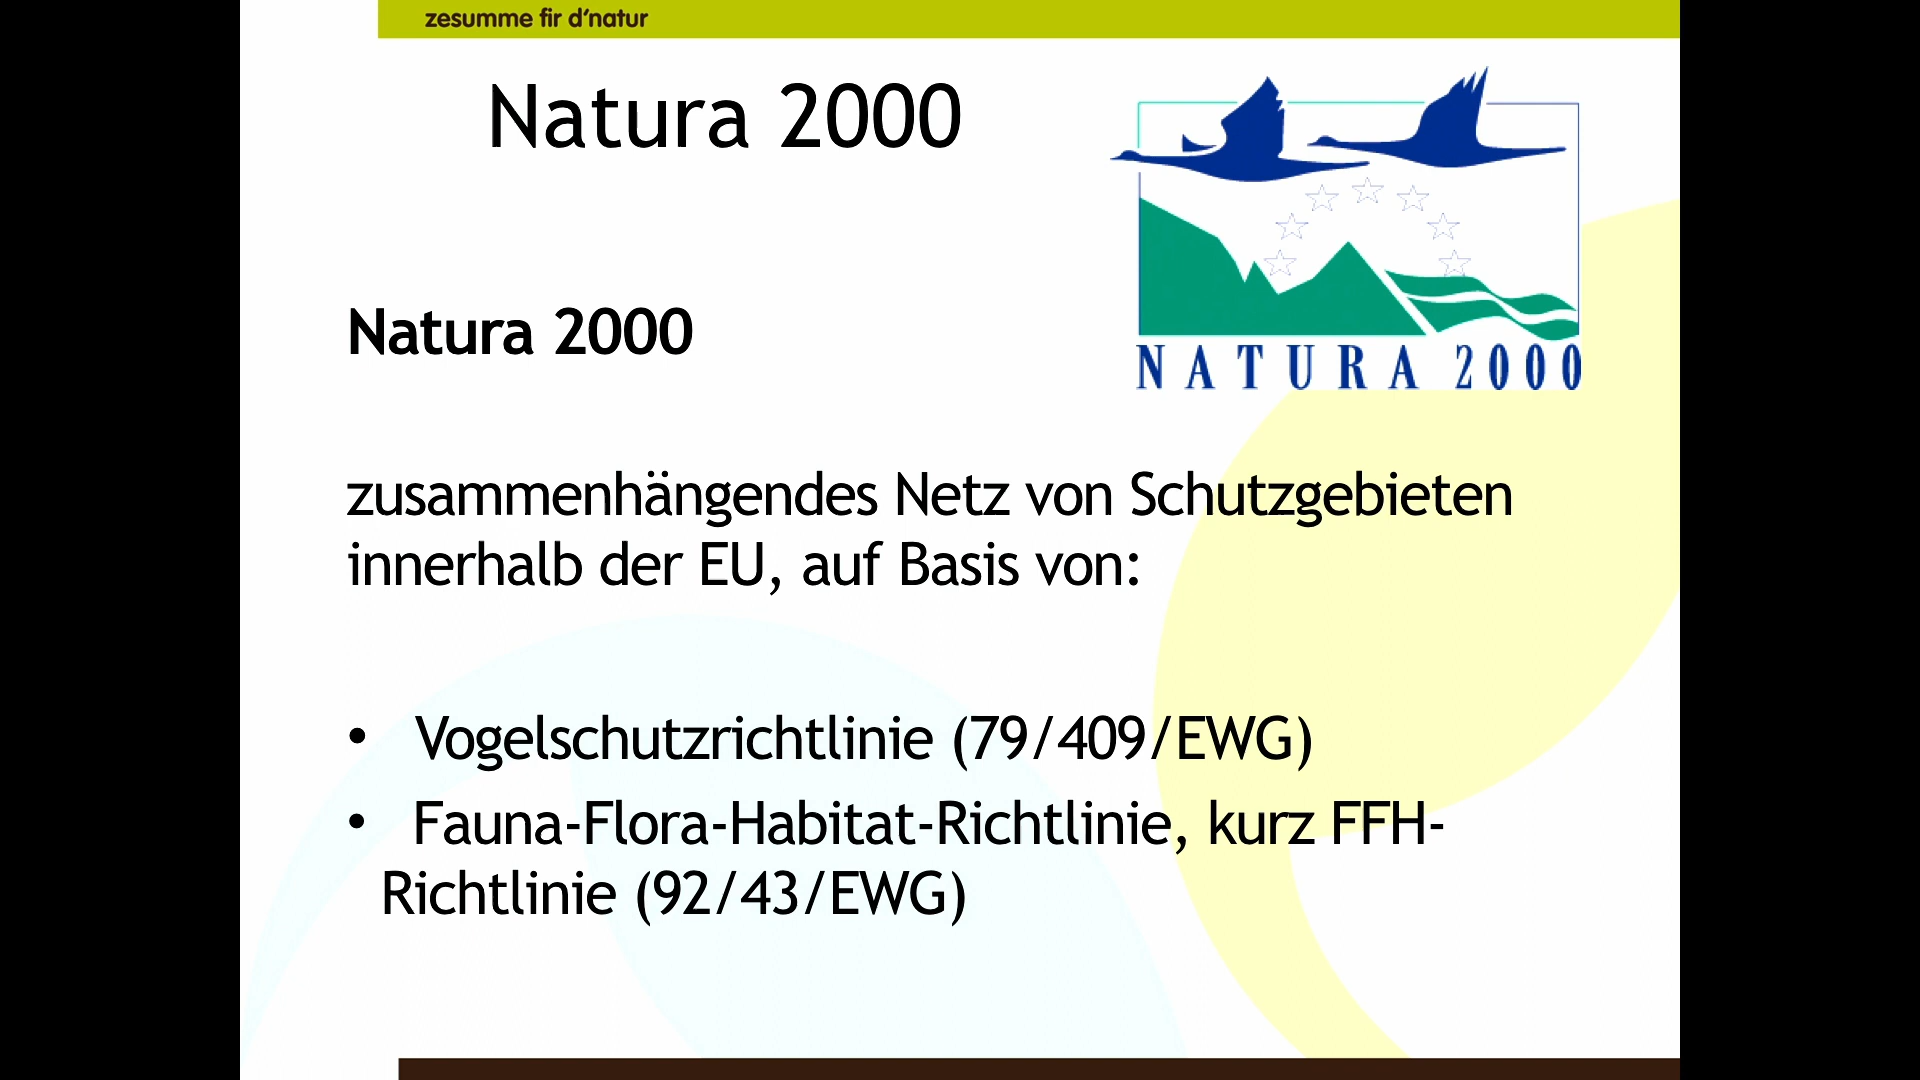 zesumme fir d'natur
Natura 2000
NATURA 2000
Natura 2000
zusammenhängendes Netz von Schutzgebieten
innerhalb der EU, auf Basis von:
• Vogelschutzrichtlinie (79/409/EWG)
• Fauna-Flora-Habitat-Richtlinie, kurz FFH-
Richtlinie (92/43/EWG)